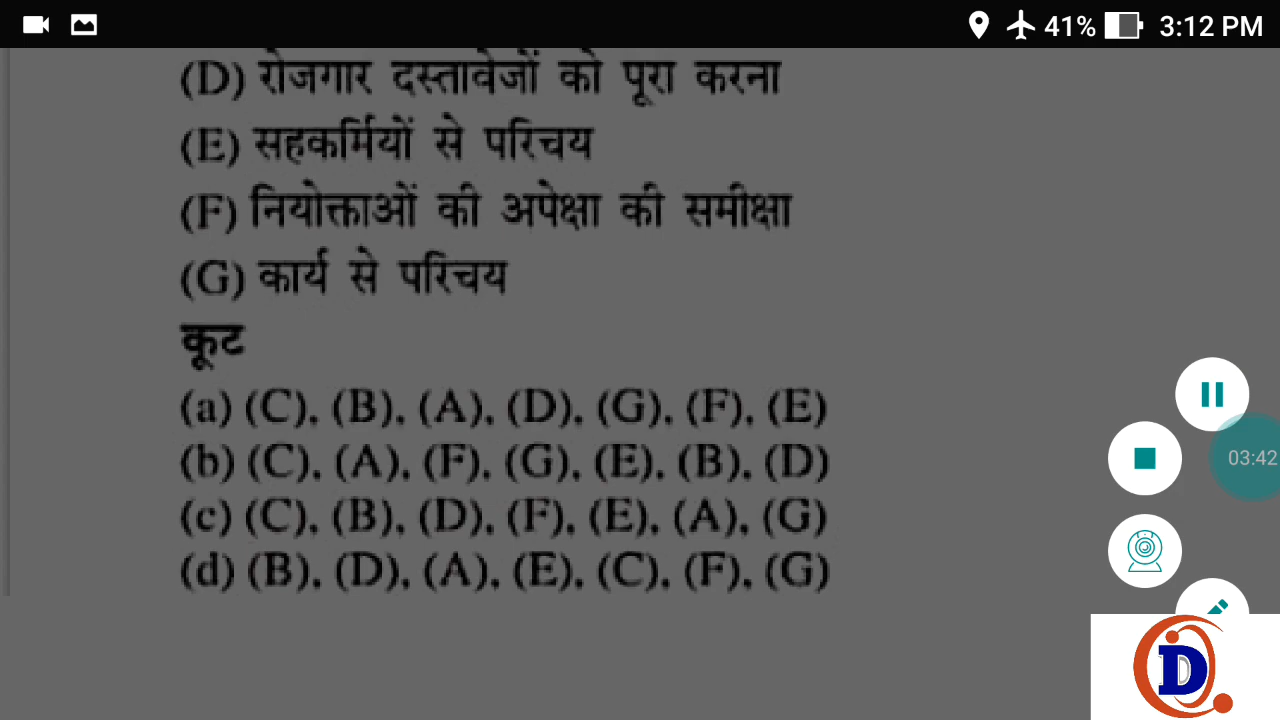 41% 3:12 PM
(D) रोजगार दस्तावेजों को पूरा करना
(E) सहकर्मियों से परिचय
(F) नियोक्ताओं की अपेक्षा की समीक्षा
(G) कार्य से परिचय
कूट
(a) (C), (B), (A), (D), (G), (F), (E)
(b) (C), (A), (F), (G), (E), (B), (D)
(c) (C), (B), (D), (F), (E), (A), (G)
(d) (B), (D), (A), (E), (C), (F), (G)
03:42
D